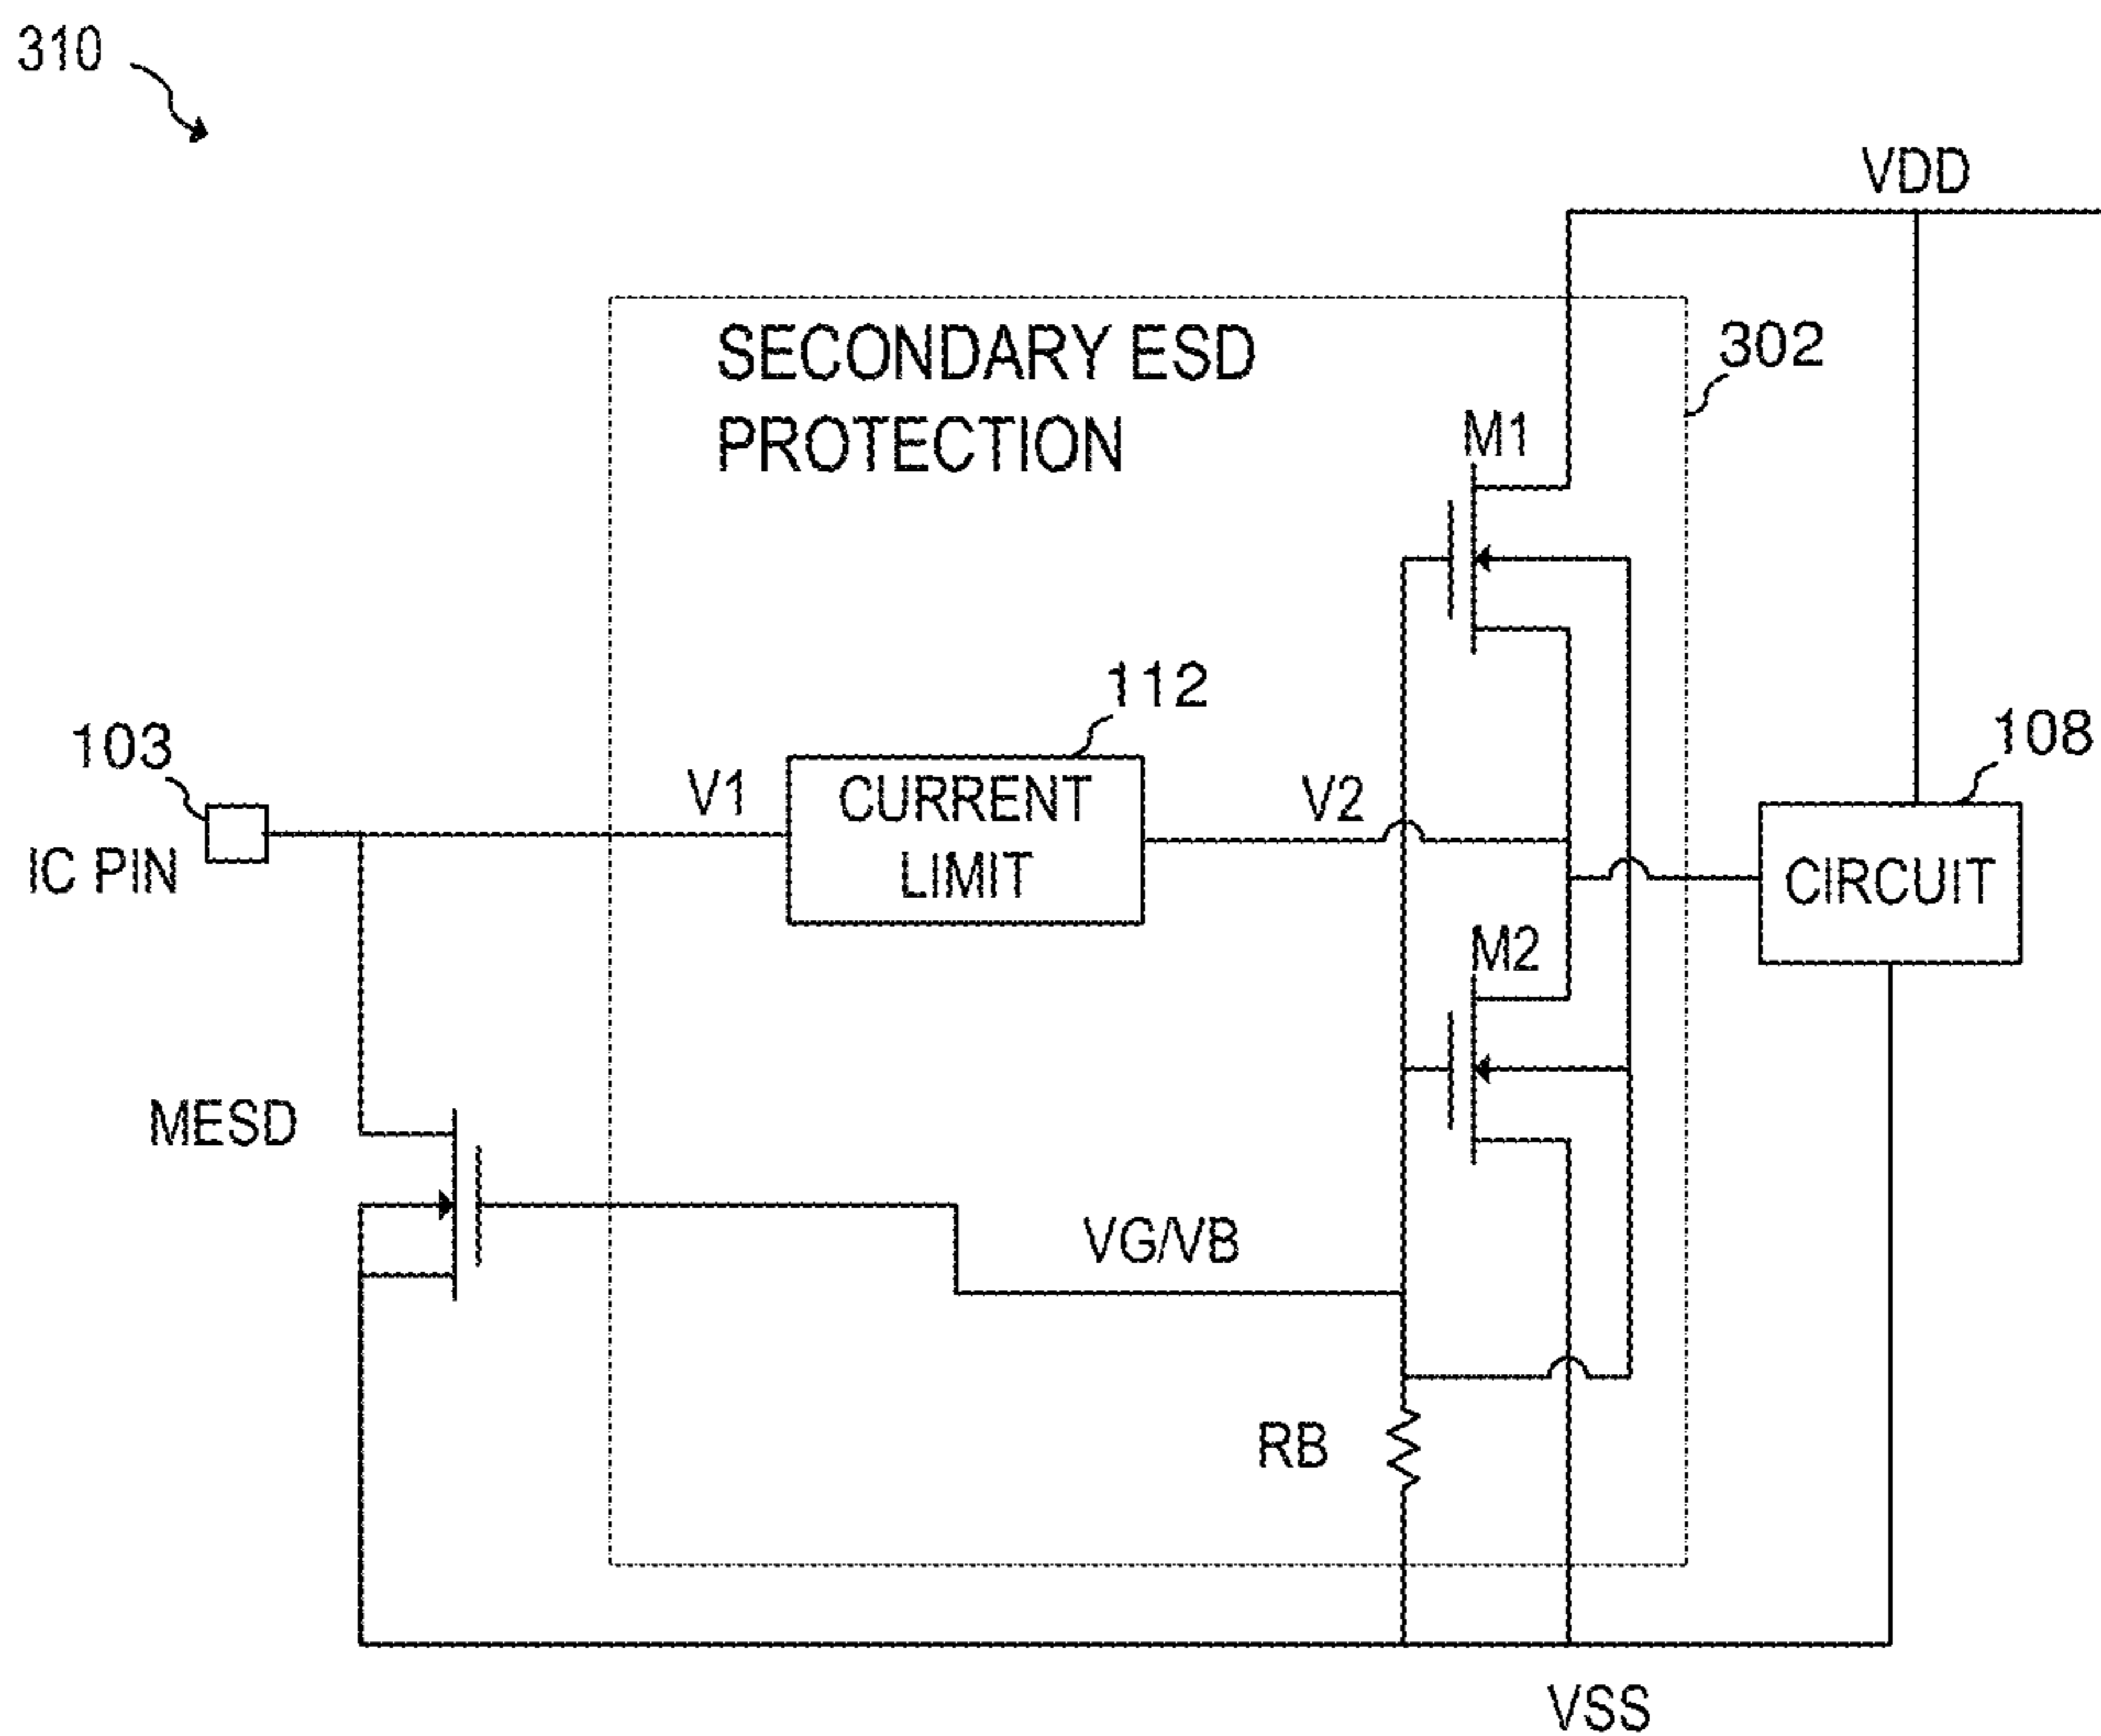 310
VDD
SECONDARY ESD
PROTECTION
302
M1
112
103
V1
CURRENT
LIMIT
V2
108
IC PIN
CIRCUIT
M2
MESD
VG/VB
RB
VSS